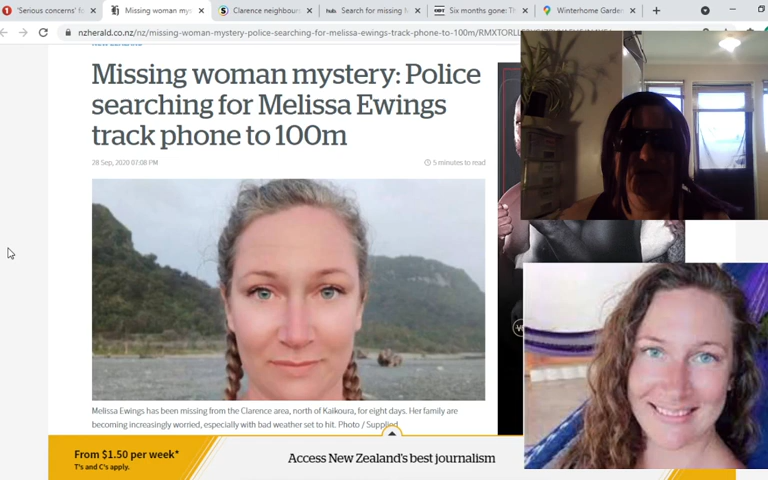 'Serious concerns' fo
Missing woman mys
Clarence neighbour
Search for missing
Six months gone: Th
Winterhome Garde
nzherald.co.nz/nz/missing-woman-mystery-police-searching-for-melissa-ewings-track-phone-to-100m/
Missing woman mystery: Police
searching for Melissa Ewings
track phone to 100m
28 Sep, 2020 07:08 PM
5 minutes to read
Melissa Ewings has been missing from the Clarence area, north of Kaikoura, for eight days. Her family are
becoming increasingly worried, especially with bad weather set to hit. Photo / Supplied
From $1.50 per week*
T's and C's apply.
Access New Zealand's best journalism